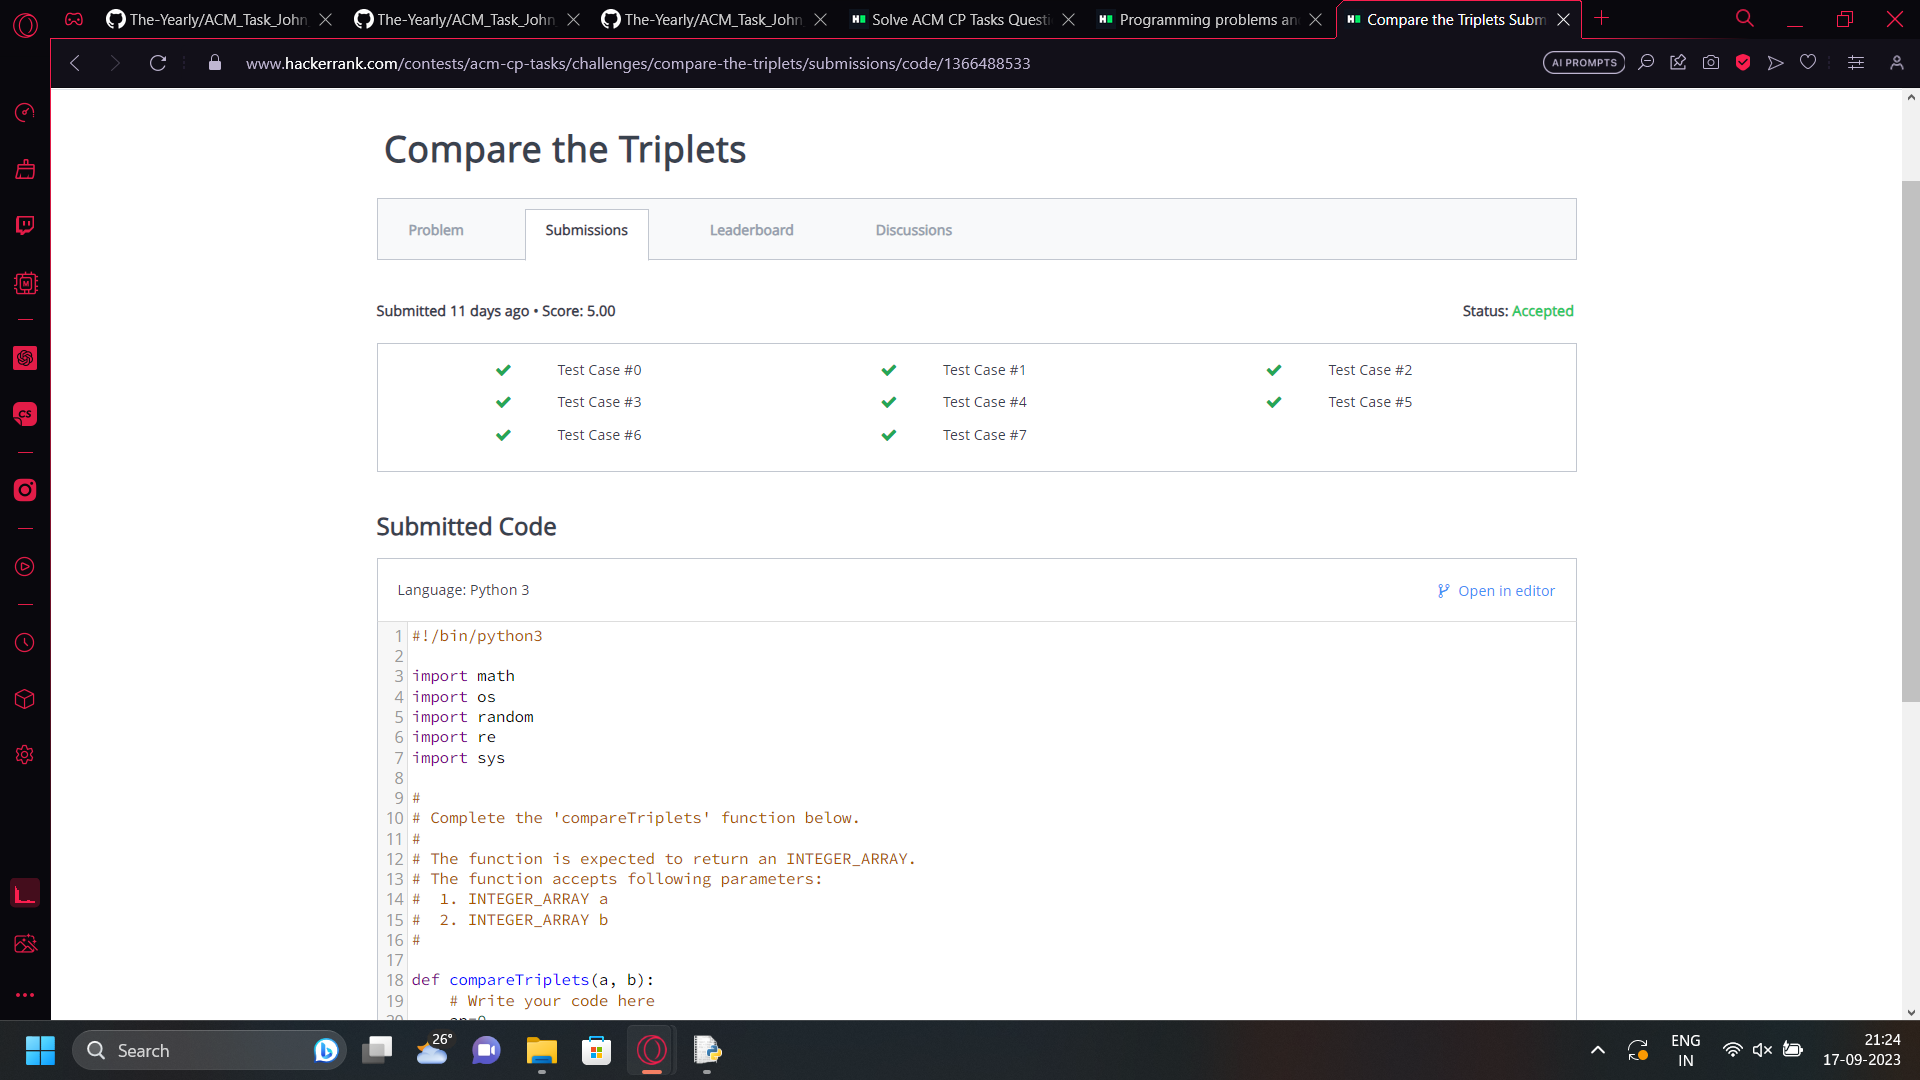 The-Yearly/ACM_Task_John
The-Yearly/ACM_Task_John
The-Yearly/ACM_Task_John
Solve ACM CP Tasks Questi
Programming problems an
Compare the Triplets Subm
www.hackerrank.com/contests/acm-cp-tasks/challenges/compare-the-triplets/submissions/code/1366488533
AI PROMPTS
Compare the Triplets
Problem
Submissions
Leaderboard
Discussions
Submitted 11 days ago • Score: 5.00
Status: Accepted
Test Case #0
Test Case #1
Test Case #2
Test Case #3
Test Case #4
Test Case #5
Test Case #6
Test Case #7
Submitted Code
Language: Python 3
Open in editor
1 #!/bin/python3
2
3 import math
4 import os
5 import random
6 import re
7 import sys
8
9 #
10 # Complete the 'compareTriplets' function below.
11 #
12 # The function is expected to return an INTEGER_ARRAY.
13 # The function accepts following parameters:
14 #  1. INTEGER_ARRAY a
15 #  2. INTEGER_ARRAY b
16 #
17
18 def compareTriplets(a, b):
19     # Write your code here
Search
26°
ENG
IN
21:24
17-09-2023